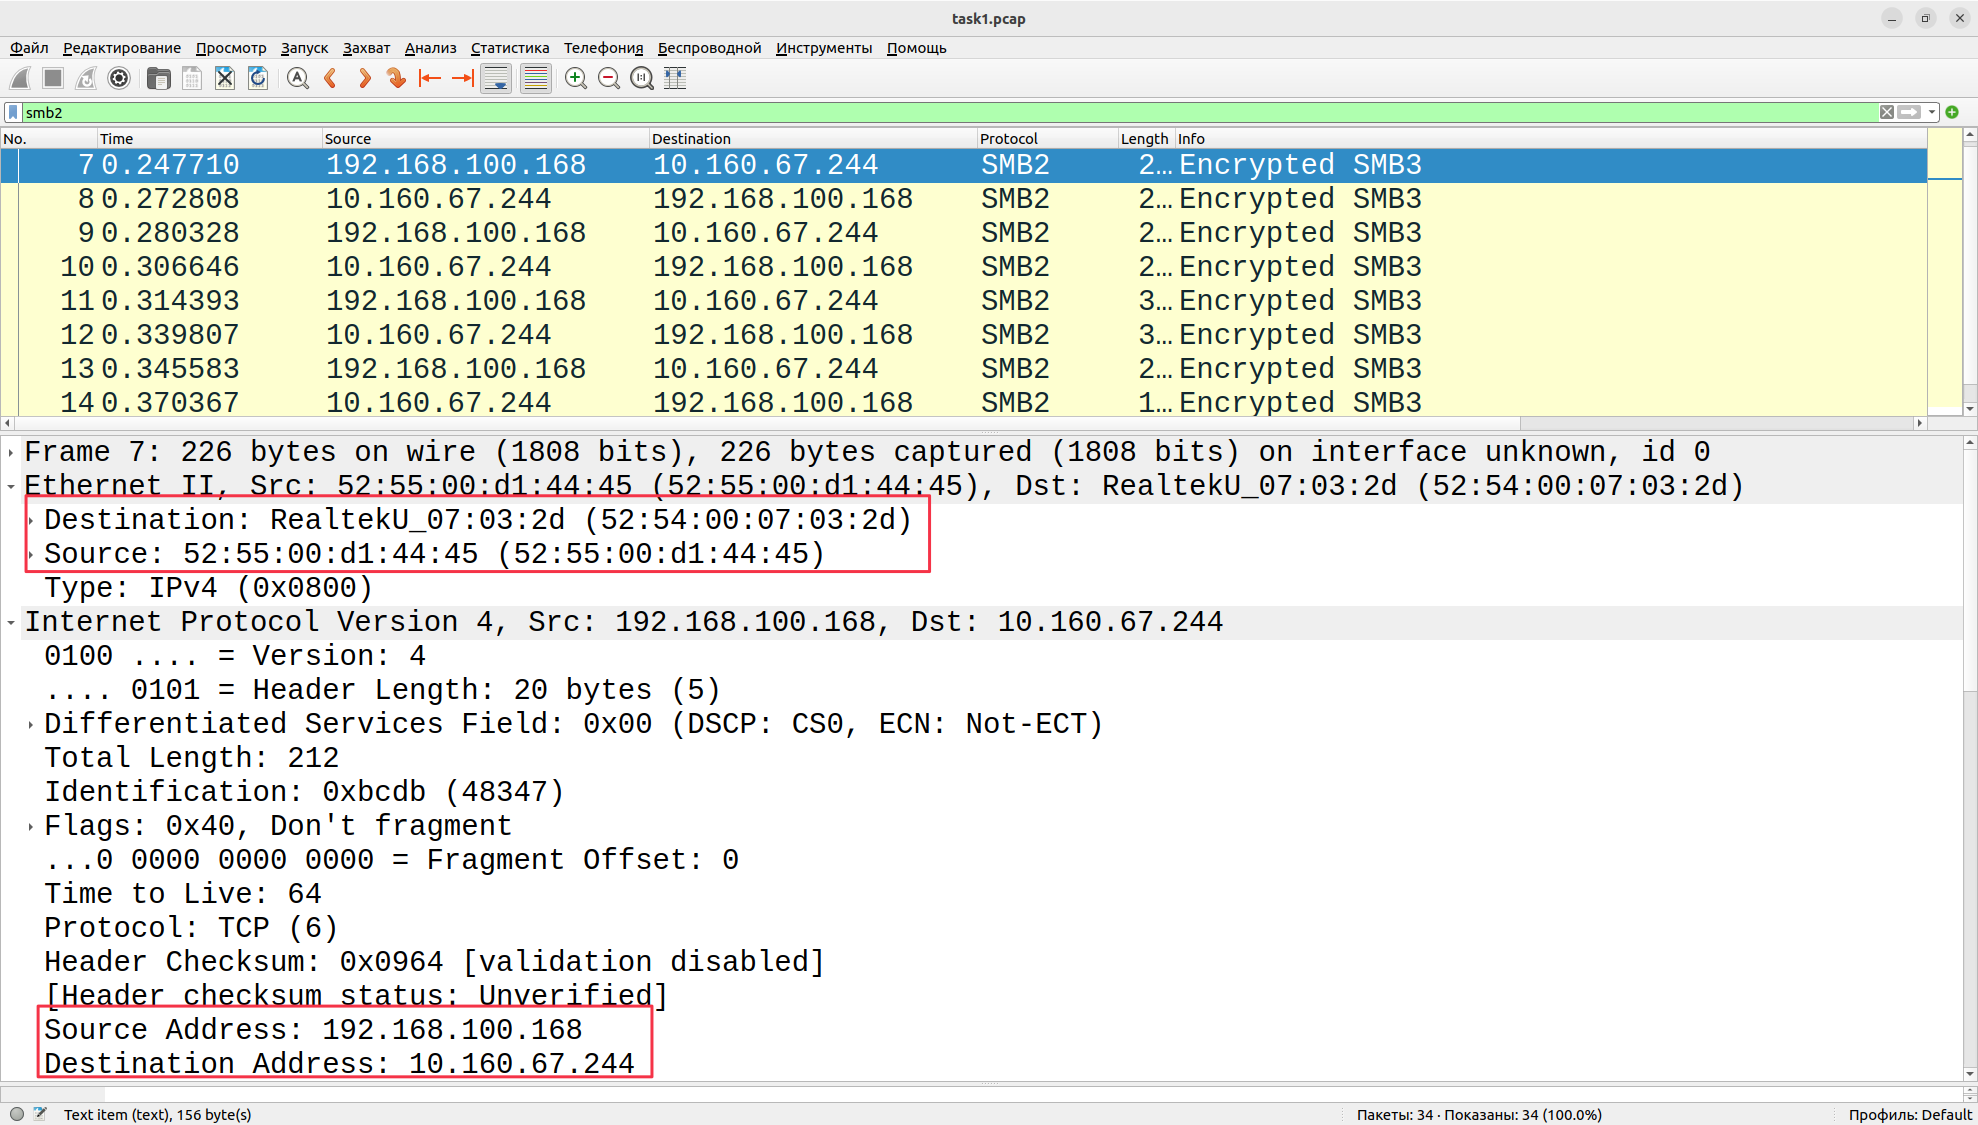 task1.pcap
Файл Редактирование Просмотр Запуск Захват Анализ Статистика Телефония Беспроводной Инструменты Помощь
smb2
No. Time Source Destination Protocol Length Info
7 0.247710 192.168.100.168 10.160.67.244 SMB2 2… Encrypted SMB3
8 0.272808 10.160.67.244 192.168.100.168 SMB2 2… Encrypted SMB3
9 0.280328 192.168.100.168 10.160.67.244 SMB2 2… Encrypted SMB3
10 0.306646 10.160.67.244 192.168.100.168 SMB2 2… Encrypted SMB3
11 0.314393 192.168.100.168 10.160.67.244 SMB2 3… Encrypted SMB3
12 0.339807 10.160.67.244 192.168.100.168 SMB2 3… Encrypted SMB3
13 0.345583 192.168.100.168 10.160.67.244 SMB2 2… Encrypted SMB3
14 0.370367 10.160.67.244 192.168.100.168 SMB2 1… Encrypted SMB3
Frame 7: 226 bytes on wire (1808 bits), 226 bytes captured (1808 bits) on interface unknown, id 0
Ethernet II, Src: 52:55:00:d1:44:45 (52:55:00:d1:44:45), Dst: RealtekU_07:03:2d (52:54:00:07:03:2d)
Destination: RealtekU_07:03:2d (52:54:00:07:03:2d)
Source: 52:55:00:d1:44:45 (52:55:00:d1:44:45)
Type: IPv4 (0x0800)
Internet Protocol Version 4, Src: 192.168.100.168, Dst: 10.160.67.244
0100 .... = Version: 4
.... 0101 = Header Length: 20 bytes (5)
Differentiated Services Field: 0x00 (DSCP: CS0, ECN: Not-ECT)
Total Length: 212
Identification: 0xbcdb (48347)
Flags: 0x40, Don't fragment
...0 0000 0000 0000 = Fragment Offset: 0
Time to Live: 64
Protocol: TCP (6)
Header Checksum: 0x0964 [validation disabled]
[Header checksum status: Unverified]
Source Address: 192.168.100.168
Destination Address: 10.160.67.244
Text item (text), 156 byte(s) Пакеты: 34 · Показаны: 34 (100.0%) Профиль: Default